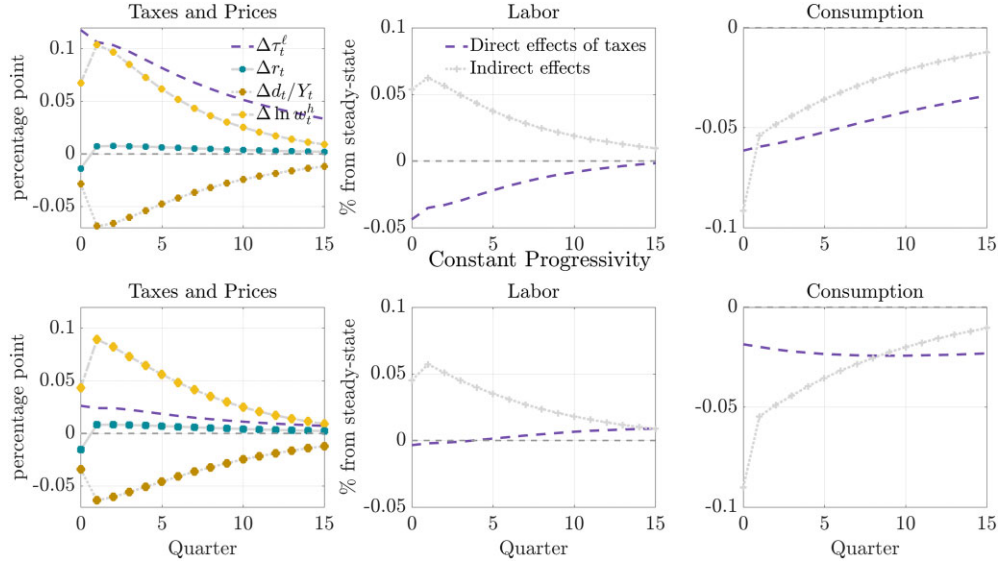 Taxes and Prices
Labor
Consumption
percentage point
0.1
0.05
0
-0.05
0
5
10
15
Δτ_t^ℓ
Δr_t
Δd_t/Y_t
Δ ln w_t^h
% from steady-state
0.1
0.05
0
-0.05
0
5
10
15
Direct effects of taxes
Indirect effects
0
-0.05
-0.1
0
5
10
15
Constant Progressivity
Taxes and Prices
Labor
Consumption
percentage point
0.1
0.05
0
-0.05
0
5
10
15
Quarter
% from steady-state
0.1
0.05
0
-0.05
0
5
10
15
Quarter
0
-0.05
-0.1
0
5
10
15
Quarter